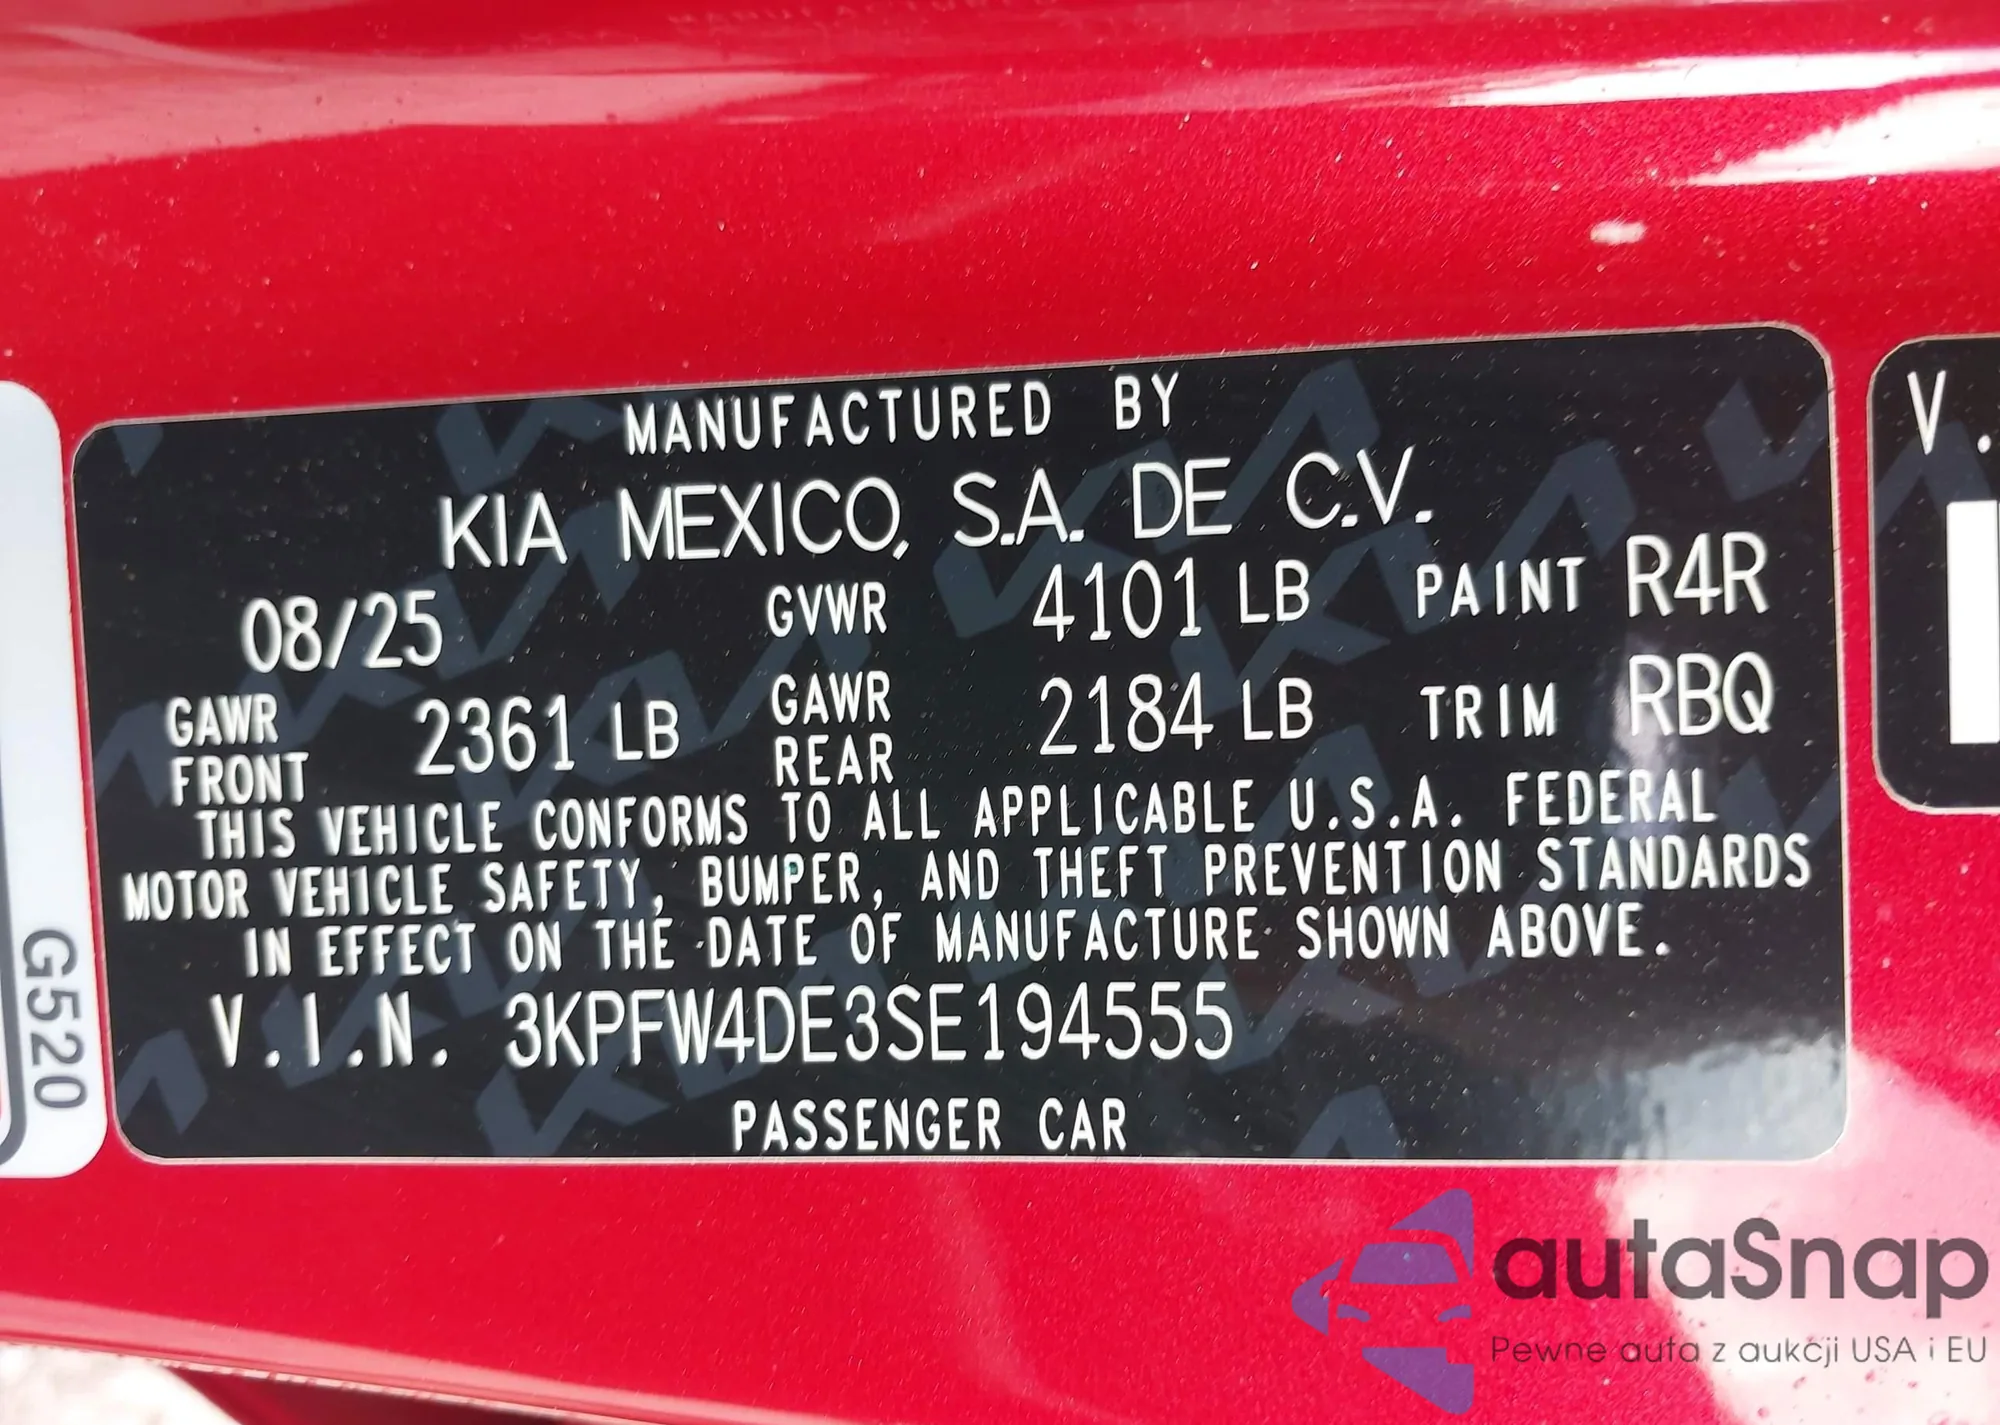 MANUFACTURED BY
KIA MEXICO, S.A. DE C.V.
08/25 GVWR 4101 LB PAINT R4R
GAWR FRONT 2361 LB GAWR REAR 2184 LB TRIM RBQ
THIS VEHICLE CONFORMS TO ALL APPLICABLE U.S.A. FEDERAL
MOTOR VEHICLE SAFETY, BUMPER, AND THEFT PREVENTION STANDARDS
IN EFFECT ON THE DATE OF MANUFACTURE SHOWN ABOVE.
V.I.N. 3KPFW4DE3SE194555
PASSENGER CAR
G520
V.
autaSnap
Pewne auta z aukcji USA i EU